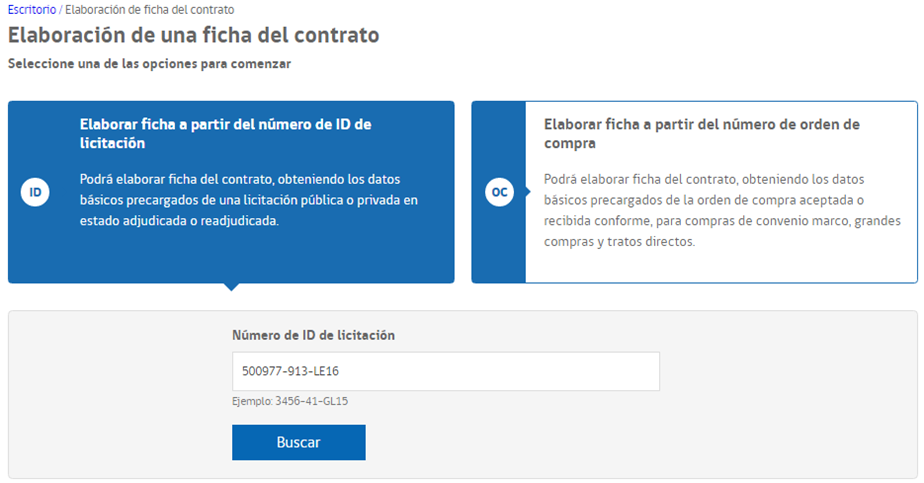 Escritorio / Elaboración de ficha del contrato
Elaboración de una ficha del contrato
Seleccione una de las opciones para comenzar
ID
Elaborar ficha a partir del número de ID de
licitación
Podrá elaborar ficha del contrato, obteniendo los datos
básicos precargados de una licitación pública o privada en
estado adjudicada o readjudicada.
OC
Elaborar ficha a partir del número de orden de
compra
Podrá elaborar ficha del contrato, obteniendo los datos
básicos precargados de la orden de compra aceptada o
recibida conforme, para compras de convenio marco, grandes
compras y tratos directos.
Número de ID de licitación
500977-913-LE16
Ejemplo: 3456-41-GL15
Buscar